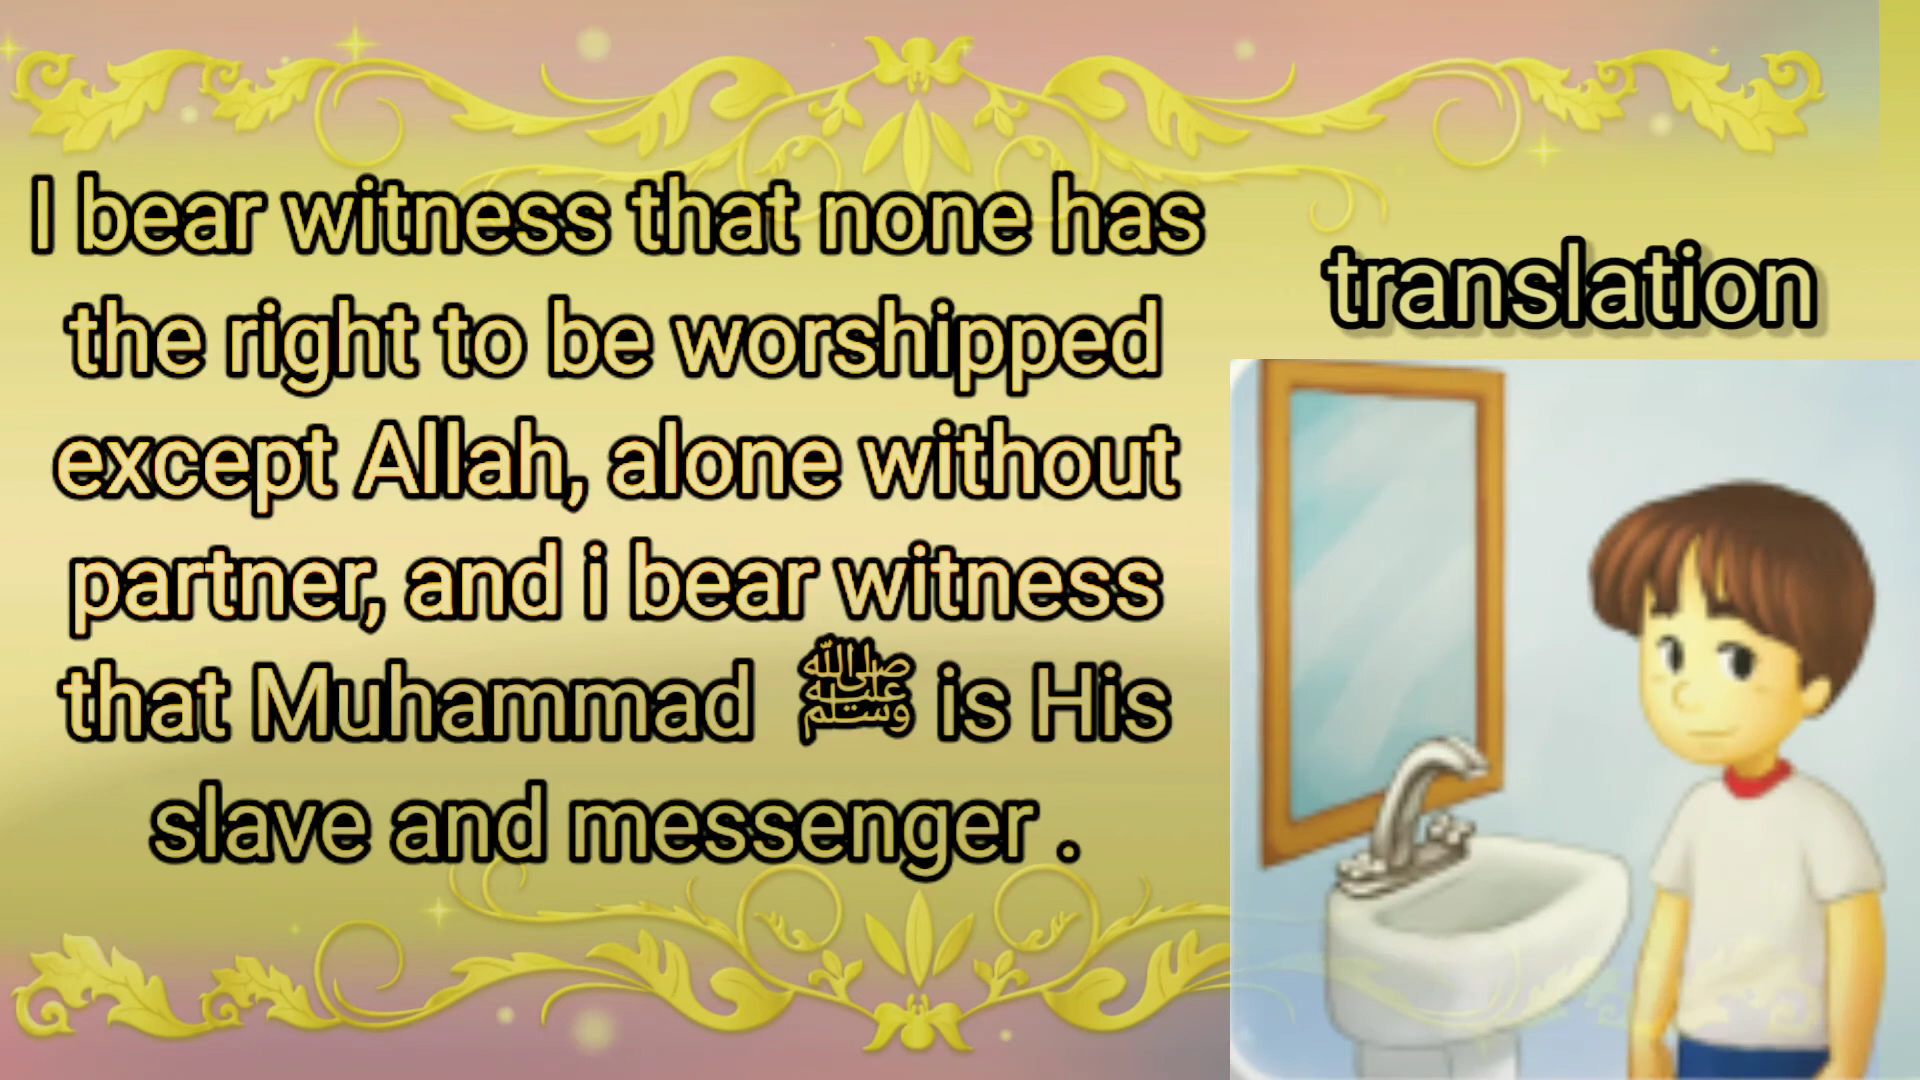 I bear witness that none has
the right to be worshipped
except Allah, alone without
partner, and i bear witness
that Muhammad ﷺ is His
slave and messenger .
translation